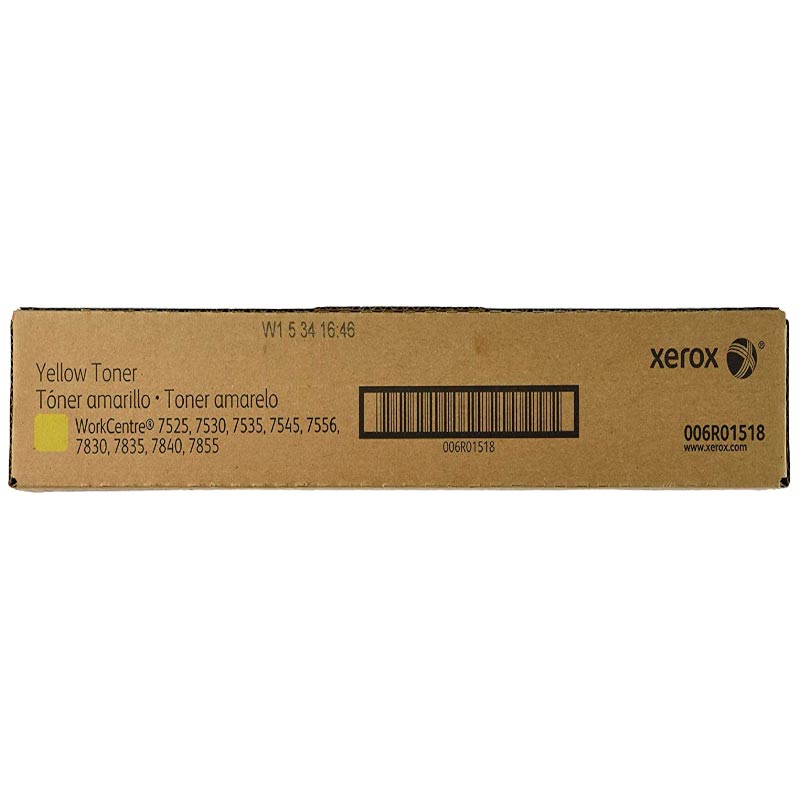 W1 5 34 16:46
Yellow Toner
Tóner amarillo • Toner amarelo
WorkCentre® 7525, 7530, 7535, 7545, 7556,
7830, 7835, 7840, 7855
006R01518
xerox ®
006R01518
www.xerox.com